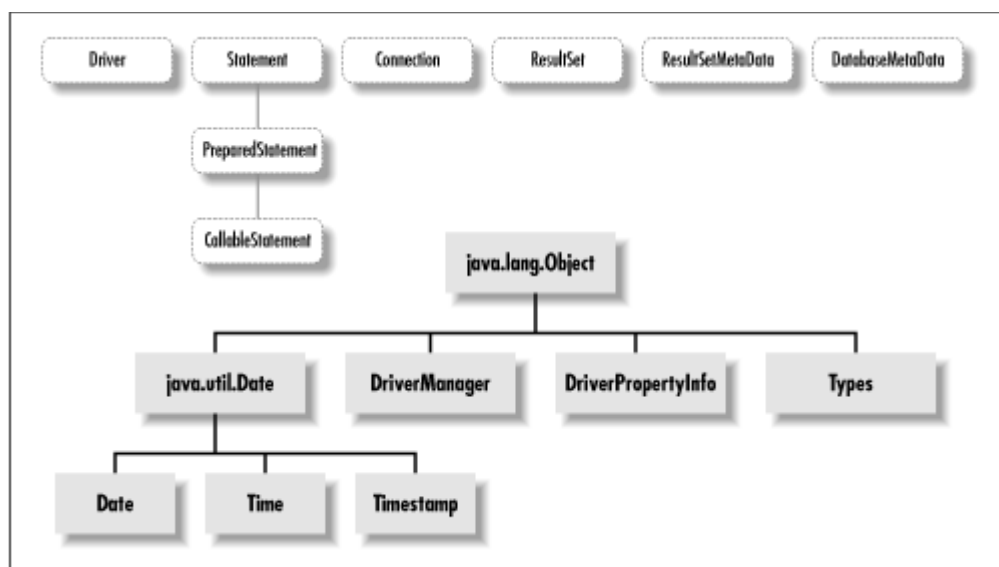 Driver
Statement
Connection
ResultSet
ResultSetMetaData
DatabaseMetaData
PreparedStatement
CallableStatement
java.lang.Object
java.util.Date
DriverManager
DriverPropertyInfo
Types
Date
Time
Timestamp